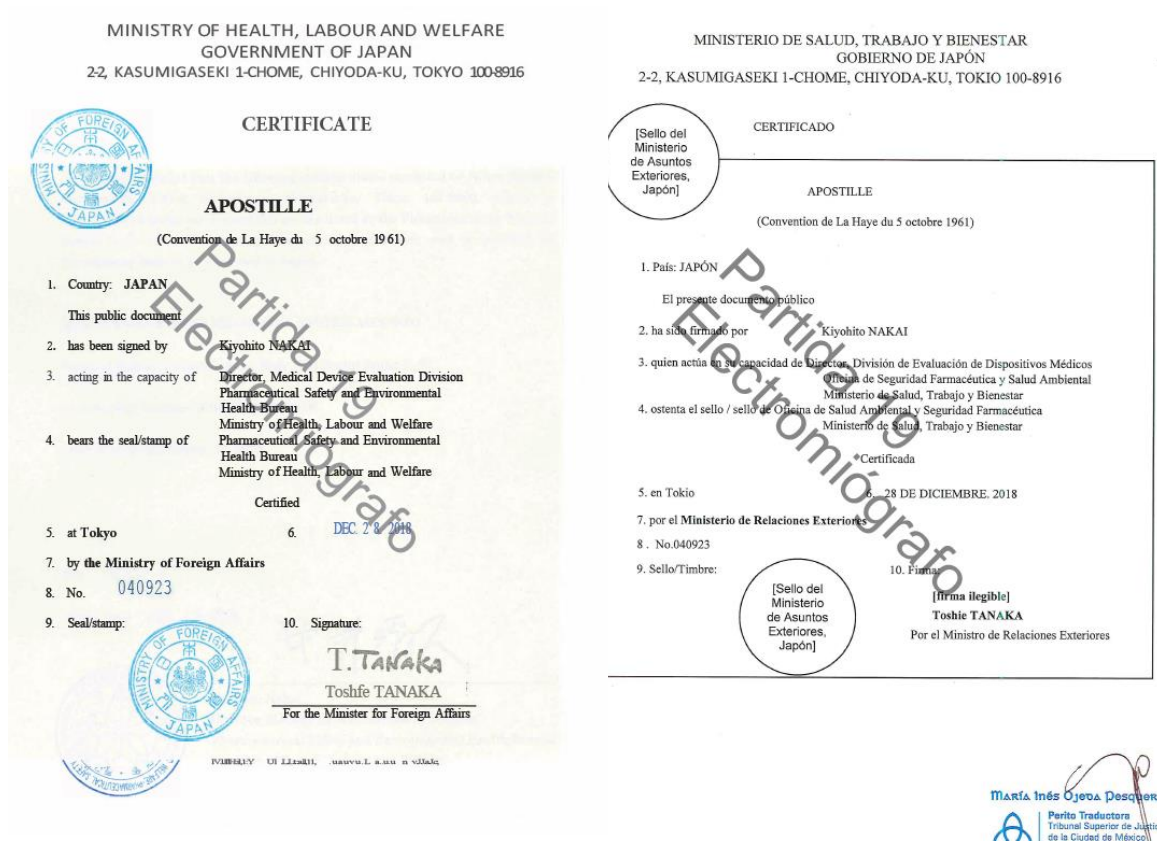 MINISTRY OF HEALTH, LABOUR AND WELFARE
GOVERNMENT OF JAPAN
2-2, KASUMIGASEKI 1-CHOME, CHIYODA-KU, TOKYO 100-8916
CERTIFICATE
MINISTRY OF FOREIGN AFFAIRS
JAPAN
APOSTILLE
(Convention de La Haye du 5 octobre 1961)
1. Country: JAPAN
This public document
2. has been signed by Kiyohito NAKAI
3. acting in the capacity of Director, Medical Device Evaluation Division
Pharmaceutical Safety and Environmental
Health Bureau
Ministry of Health, Labour and Welfare
4. bears the seal/stamp of Pharmaceutical Safety and Environmental
Health Bureau
Ministry of Health, Labour and Welfare
Certified
5. at Tokyo 6. DEC. 28 2018
7. by the Ministry of Foreign Affairs
8. No. 040923
9. Seal/stamp: 10. Signature:
MINISTRY OF FOREIGN AFFAIRS
JAPAN
T. TANAKA
Toshfe TANAKA
For the Minister for Foreign Affairs
Partida 19
Electromiógrafo
MINISTERIO DE SALUD, TRABAJO Y BIENESTAR
GOBIERNO DE JAPÓN
2-2, KASUMIGASEKI 1-CHOME, CHIYODA-KU, TOKIO 100-8916
[Sello del
Ministerio
de Asuntos
Exteriores,
Japón]
CERTIFICADO
APOSTILLE
(Convention de La Haye du 5 octobre 1961)
1. País: JAPÓN
El presente documento público
2. ha sido firmado por Kiyohito NAKAI
3. quien actúa en su capacidad de Director, División de Evaluación de Dispositivos Médicos
Oficina de Seguridad Farmacéutica y Salud Ambiental
Ministerio de Salud, Trabajo y Bienestar
4. ostenta el sello / sello de Oficina de Salud Ambiental y Seguridad Farmacéutica
Ministerio de Salud, Trabajo y Bienestar
Certificada
5. en Tokio 6. 28 DE DICIEMBRE. 2018
7. por el Ministerio de Relaciones Exteriores
8 . No.040923
9. Sello/Timbre: 10. Firma:
[Sello del
Ministerio
de Asuntos
Exteriores,
Japón]
[firma ilegible]
Toshie TANAKA
Por el Ministro de Relaciones Exteriores
Partida 19
Electromiógrafo
María Inés Ojeda Pesquer
Perito Traductora
Tribunal Superior de Justic
de la Ciudad de México